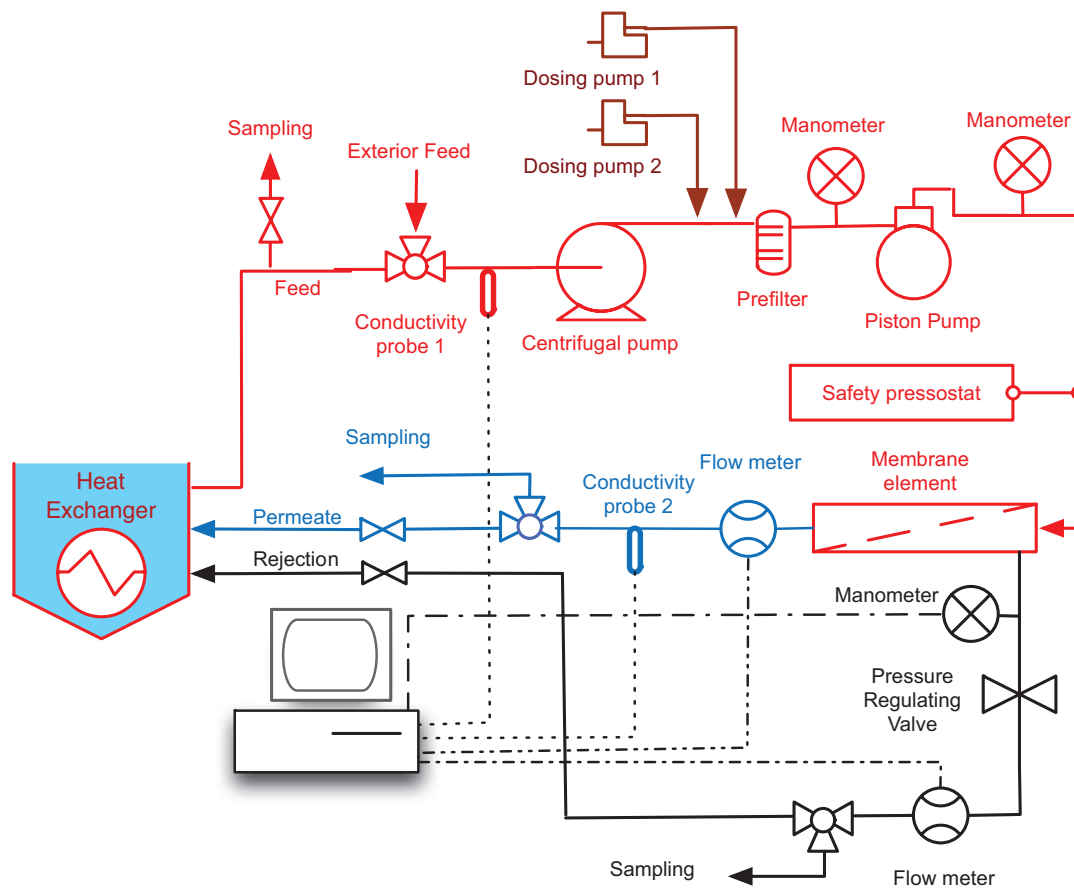 Dosing pump 1
Sampling
Manometer
Manometer
Exterior Feed
Dosing pump 2
Feed
Prefilter
Conductivity
probe 1
Centrifugal pump
Piston Pump
Safety pressostat
Sampling
Flow meter
Membrane
element
Heat
Exchanger
Conductivity
probe 2
Permeate
Rejection
Manometer
Pressure
Regulating
Valve
Sampling
Flow meter